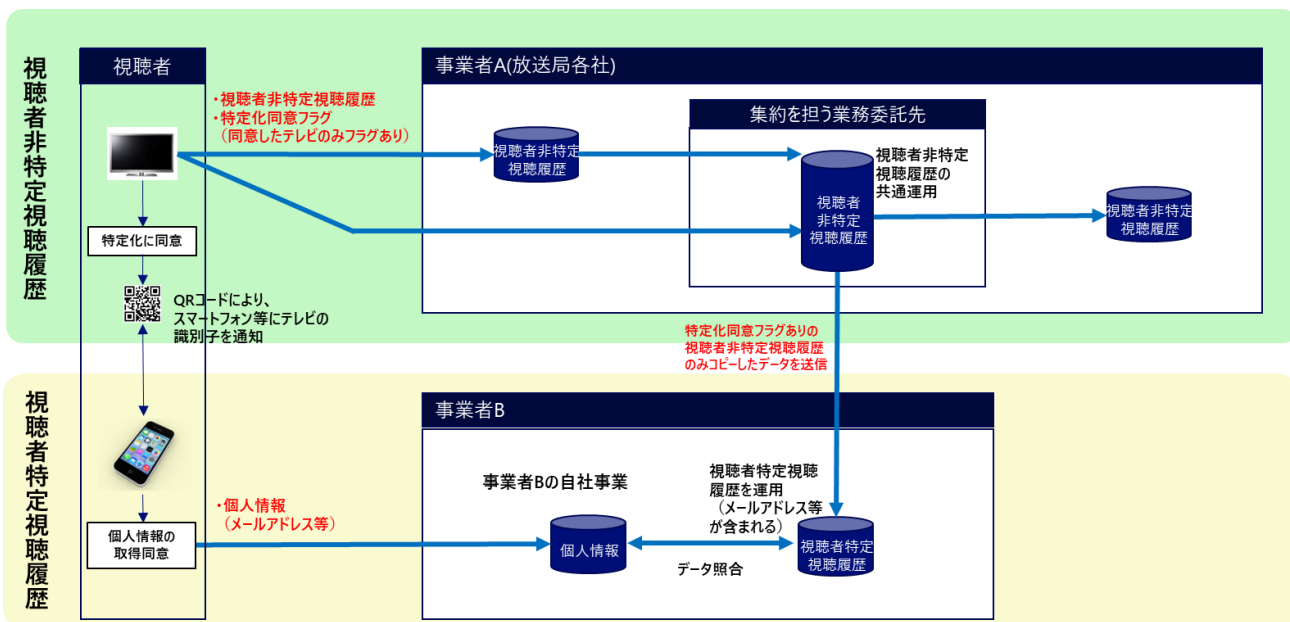 視聴者非特定視聴履歴
視聴者
事業者A(放送局各社)
・視聴者非特定視聴履歴
・特定化同意フラグ
（同意したテレビのみフラグあり）
集約を担う業務委託先
視聴者非特定
視聴履歴
視聴者
非特定
視聴履歴
視聴者非特定
視聴履歴の
共通運用
視聴者非特定
視聴履歴
特定化に同意
QRコードにより、
スマートフォン等にテレビの
識別子を通知
特定化同意フラグありの
視聴者非特定視聴履歴
のみコピーしたデータを送信
視聴者特定視聴履歴
事業者B
事業者Bの自社事業
視聴者特定視聴
履歴を運用
（メールアドレス等
が含まれる）
・個人情報
（メールアドレス等）
個人情報の
取得同意
個人情報
データ照合
視聴者特定
視聴履歴